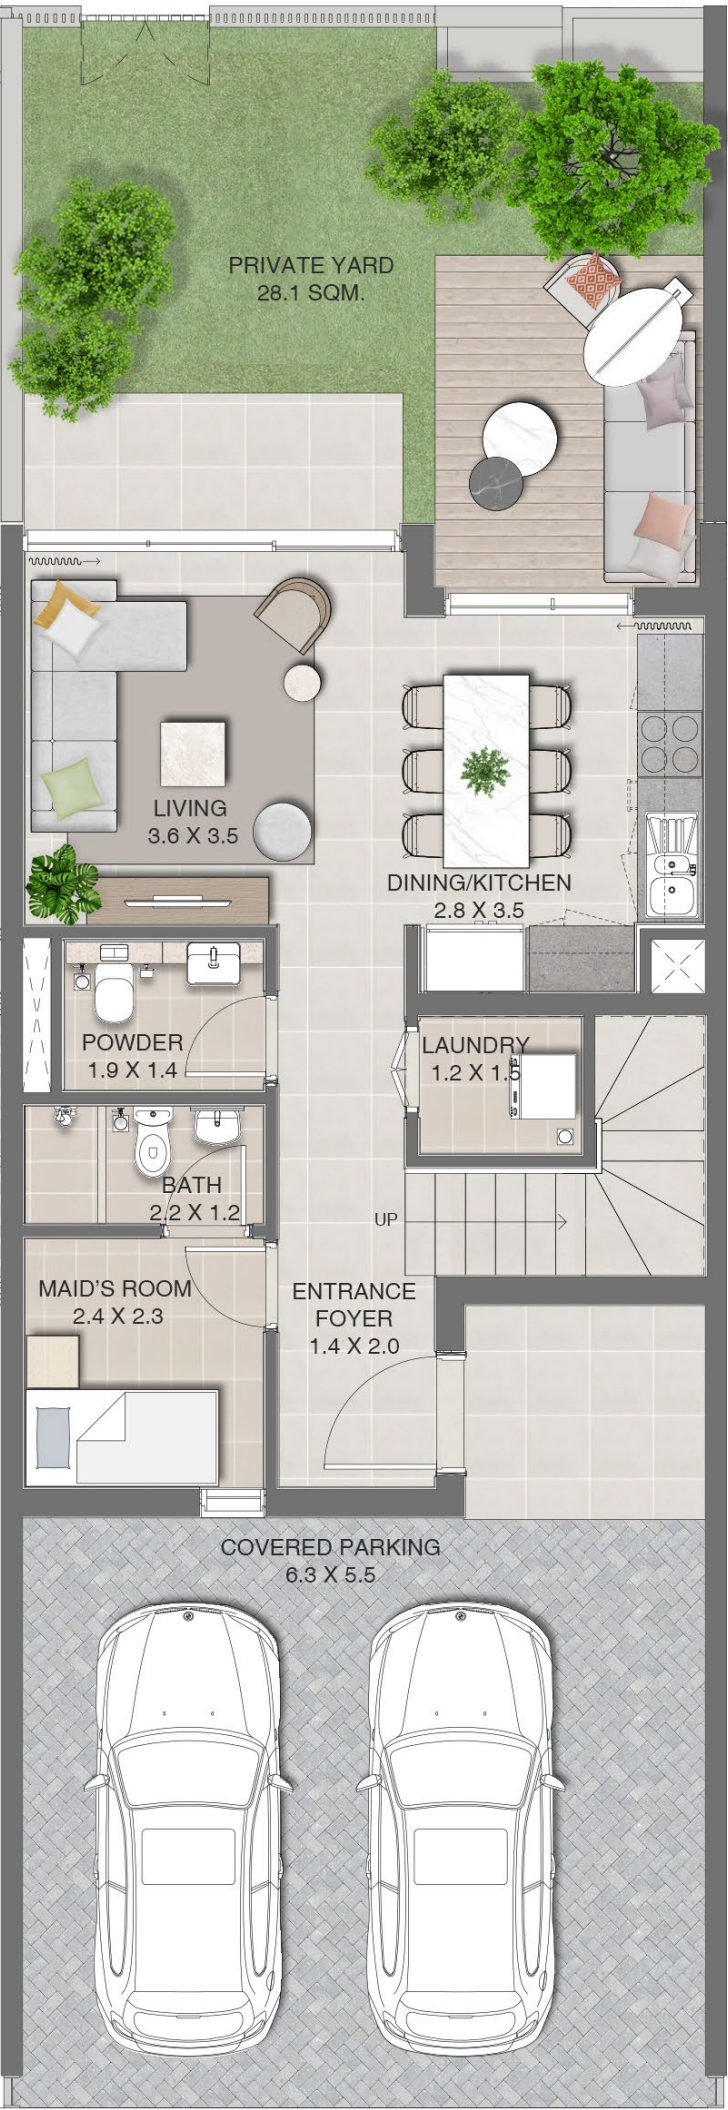 PRIVATE YARD
28.1 SQM.
LIVING
3.6 X 3.5
DINING/KITCHEN
2.8 X 3.5
POWDER
1.9 X 1.4
LAUNDRY
1.2 X 1.5
BATH
2.2 X 1.2
UP
MAID'S ROOM
2.4 X 2.3
ENTRANCE
FOYER
1.4 X 2.0
COVERED PARKING
6.3 X 5.5